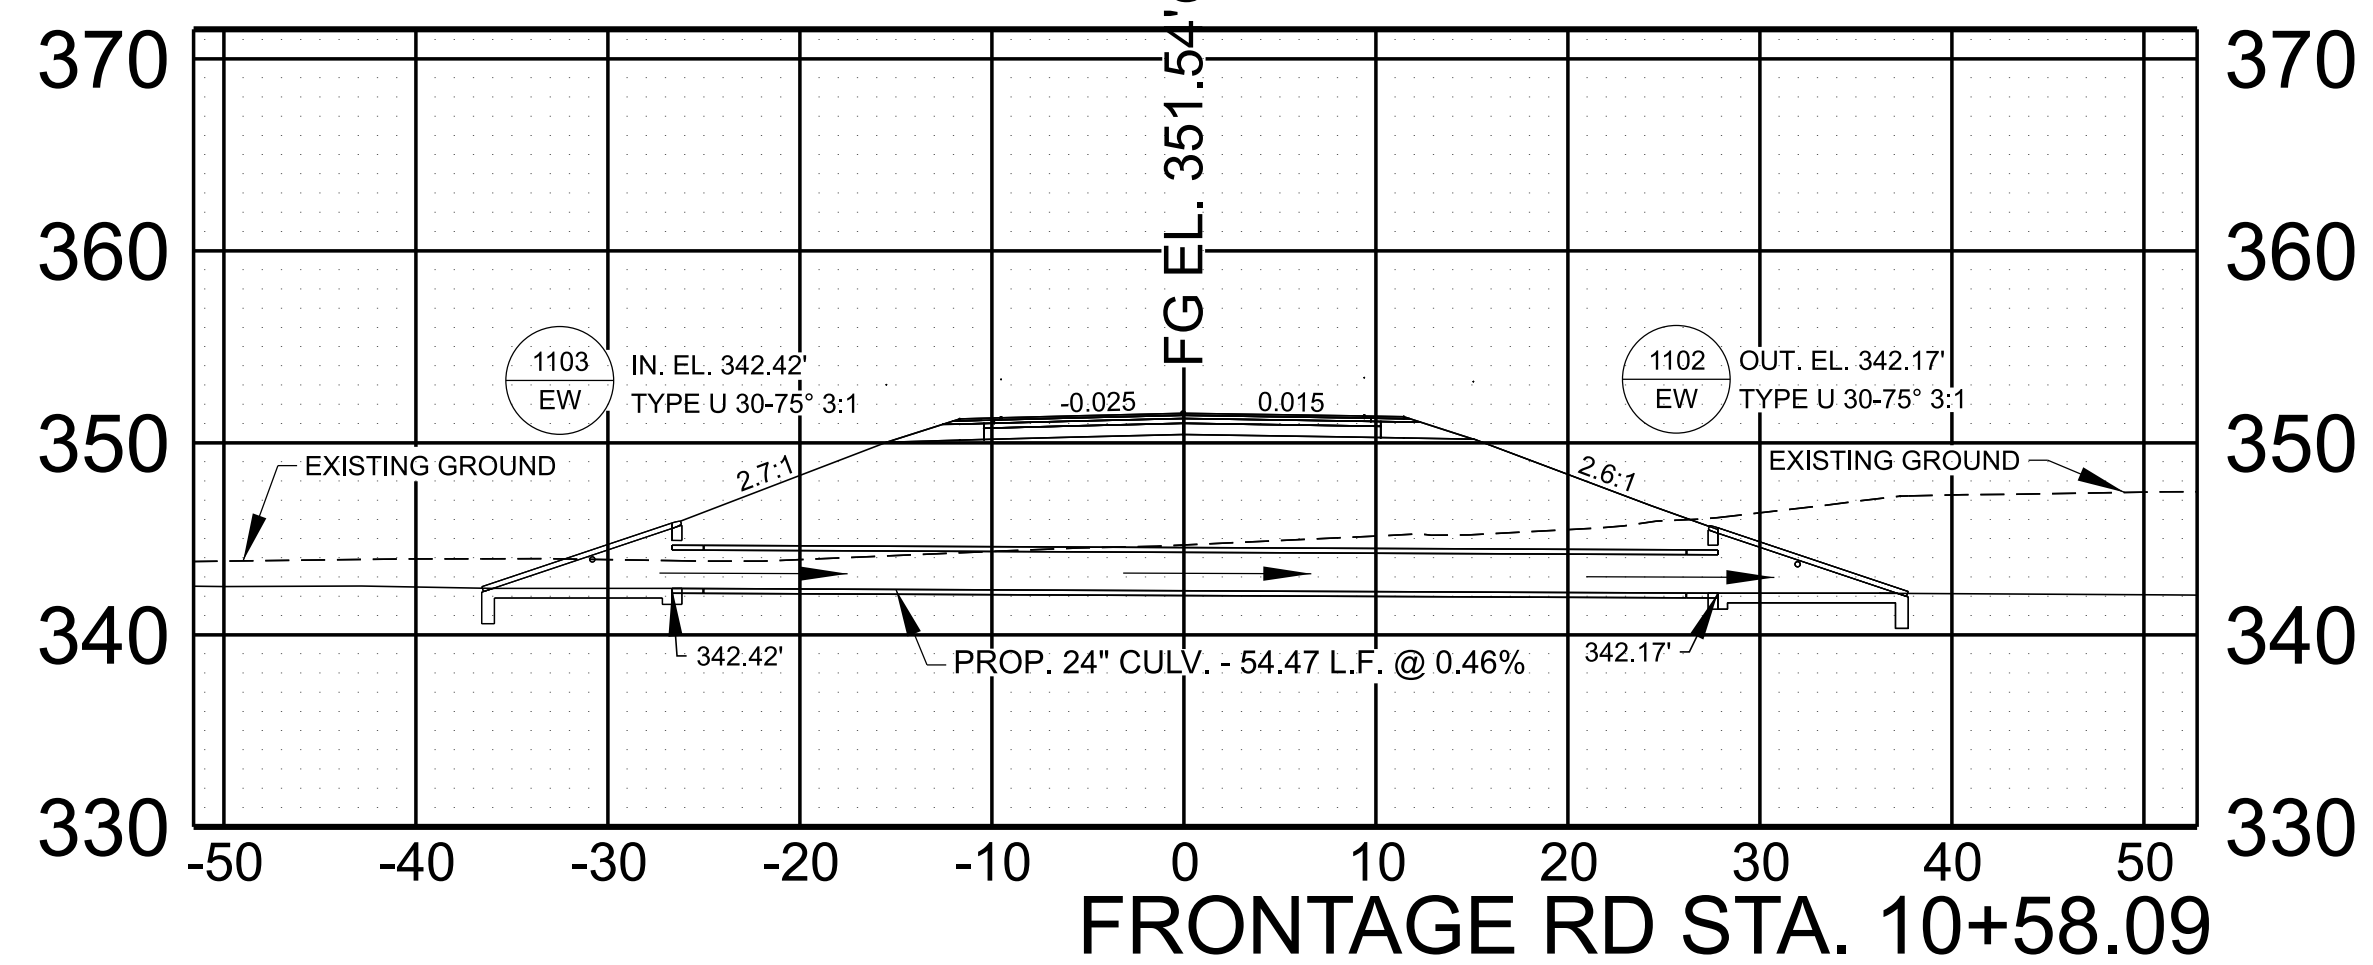 FG EL. 351.54'
370
370
360
360
1103
EW
IN. EL. 342.42'
TYPE U 30-75° 3:1
1102
EW
OUT. EL. 342.17'
TYPE U 30-75° 3:1
-0.025
0.015
350
350
EXISTING GROUND
2.7:1
2.6:1
EXISTING GROUND
340
340
342.42'
PROP. 24" CULV. - 54.47 L.F. @ 0.46%
342.17'
330
330
-50 -40 -30 -20 -10 0 10 20 30 40 50
FRONTAGE RD STA. 10+58.09